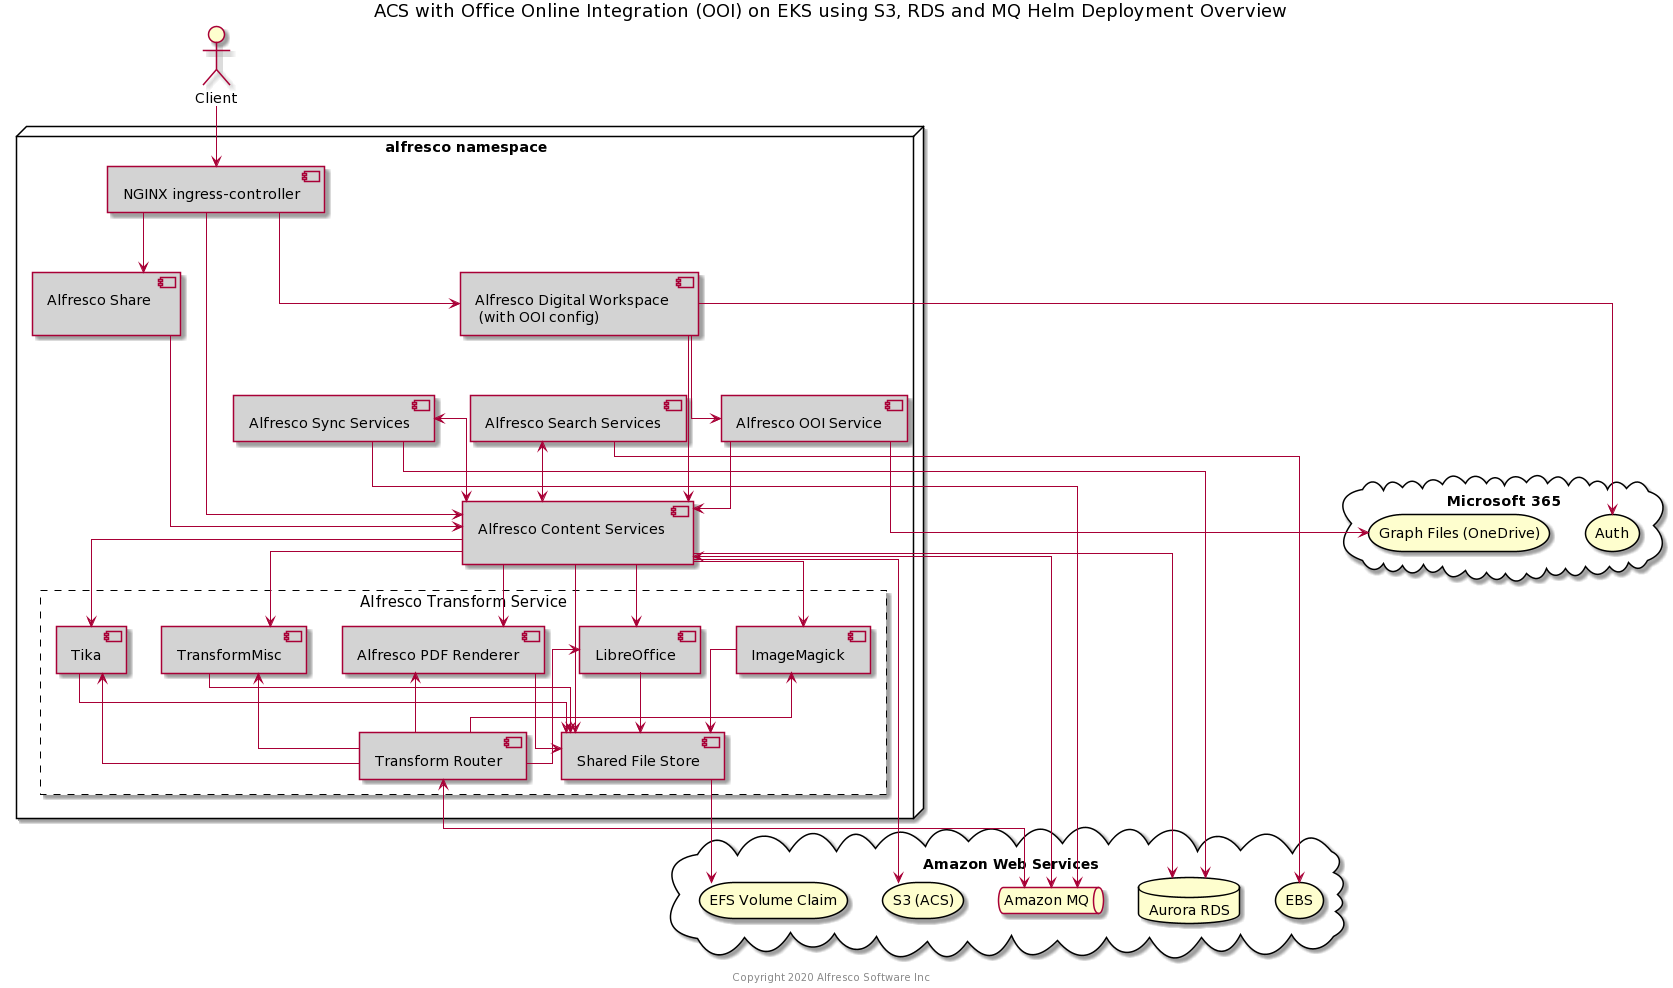 ACS with Office Online Integration (OOI) on EKS using S3, RDS and MQ Helm Deployment Overview
Client
alfresco namespace
NGINX ingress-controller
Alfresco Share
Alfresco Digital Workspace
(with OOI config)
Alfresco Sync Services
Alfresco Search Services
Alfresco OOI Service
Microsoft 365
Alfresco Content Services
Graph Files (OneDrive)
Auth
Alfresco Transform Service
Tika
TransformMisc
Alfresco PDF Renderer
LibreOffice
ImageMagick
Transform Router
Shared File Store
Amazon Web Services
EFS Volume Claim
S3 (ACS)
Amazon MQ
Aurora RDS
EBS
Copyright 2020 Alfresco Software Inc